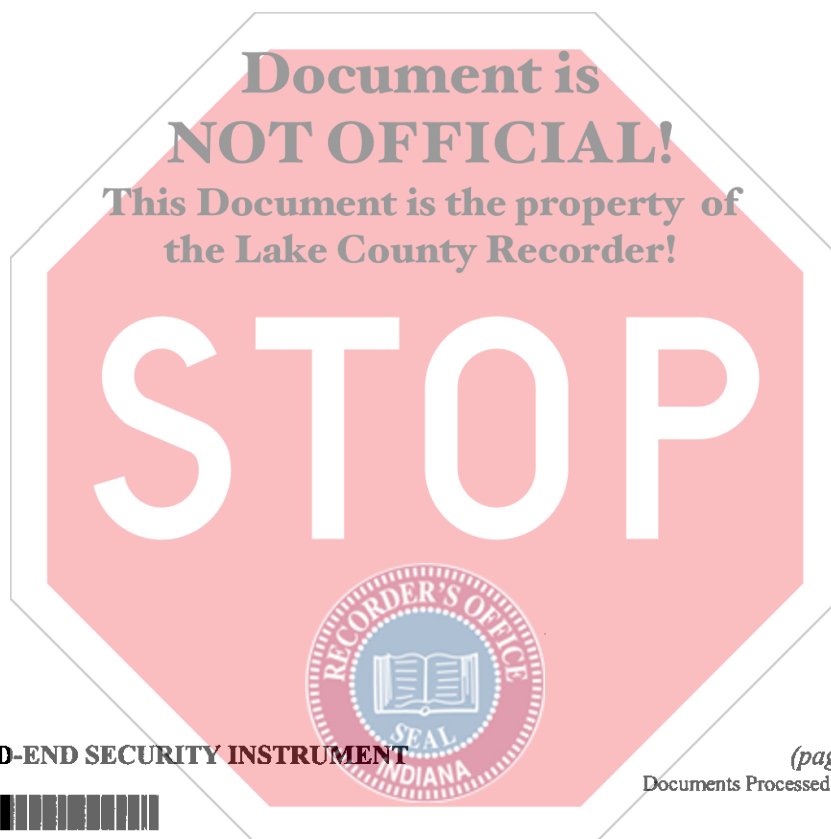 Document is
NOT OFFICIAL!
This Document is the property of
the Lake County Recorder!
STOP
RECORDER'S OFFICE
SEAL
INDIANA
D-END SECURITY INSTRUMENT
(pag
Documents Processed